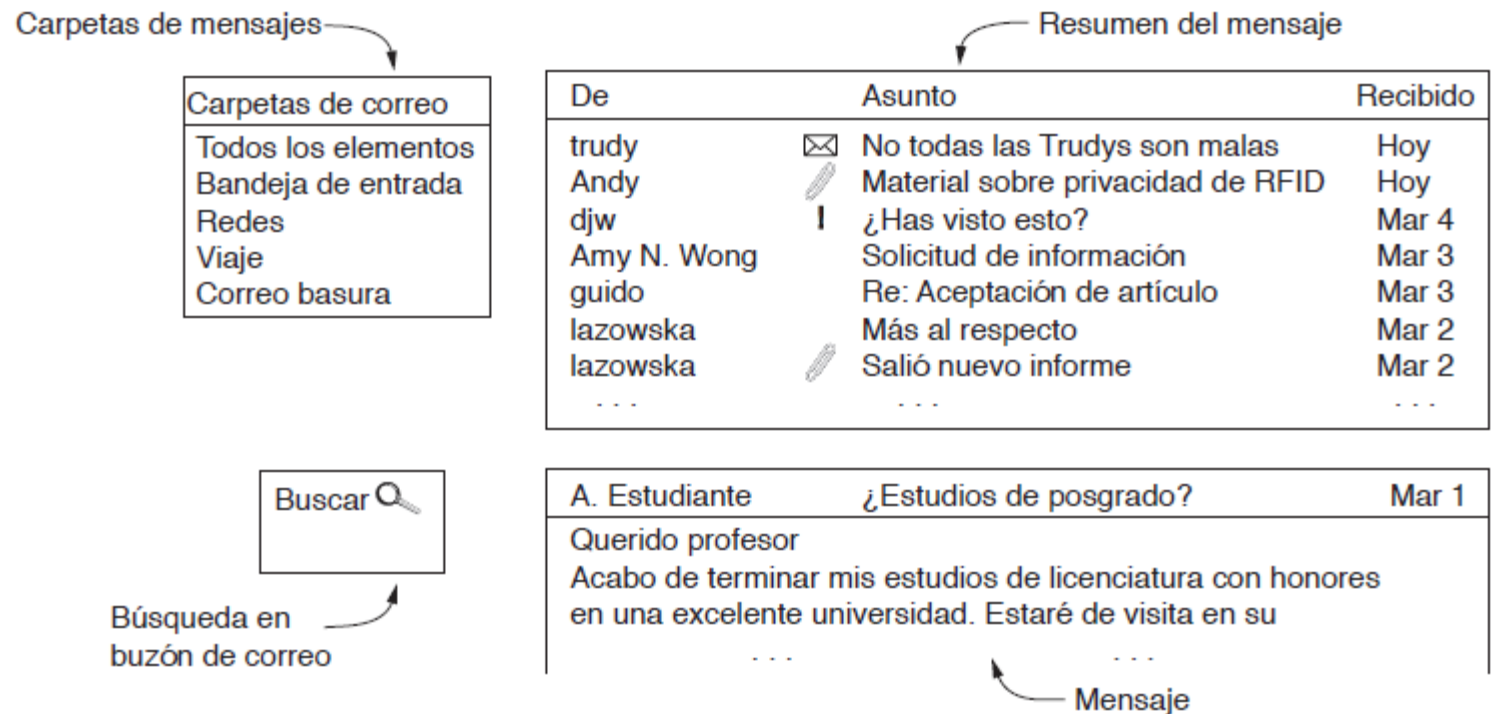 Carpetas de mensajes
Resumen del mensaje
Carpetas de correo
Todos los elementos
Bandeja de entrada
Redes
Viaje
Correo basura
De Asunto Recibido
trudy No todas las Trudys son malas Hoy
Andy Material sobre privacidad de RFID Hoy
djw ! ¿Has visto esto? Mar 4
Amy N. Wong Solicitud de información Mar 3
guido Re: Aceptación de artículo Mar 3
lazowska Más al respecto Mar 2
lazowska Salió nuevo informe Mar 2
. . . . . . . . .
Buscar
Búsqueda en
buzón de correo
A. Estudiante ¿Estudios de posgrado? Mar 1
Querido profesor
Acabo de terminar mis estudios de licenciatura con honores
en una excelente universidad. Estaré de visita en su
. . . . . .
Mensaje